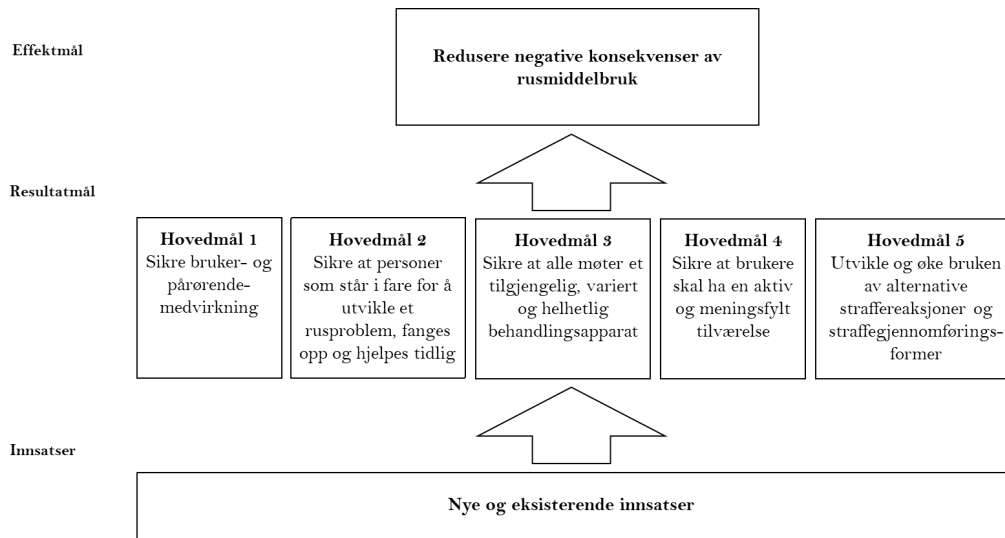 Effektmål
Redusere negative konsekvenser av
rusmiddelbruk
Resultatmål
Hovedmål 1
Sikre bruker- og
pårørende-
medvirkning
Hovedmål 2
Sikre at personer
som står i fare for å
utvikle et
rusproblem, fanges
opp og hjelpes tidlig
Hovedmål 3
Sikre at alle møter et
tilgjengelig, variert
og helhetlig
behandlingsapparat
Hovedmål 4
Sikre at brukere
skal ha en aktiv
og meningsfylt
tilværelse
Hovedmål 5
Utvikle og øke bruken
av alternative
straffereaksjoner og
straffegjennomførings-
former
Innsatser
Nye og eksisterende innsatser